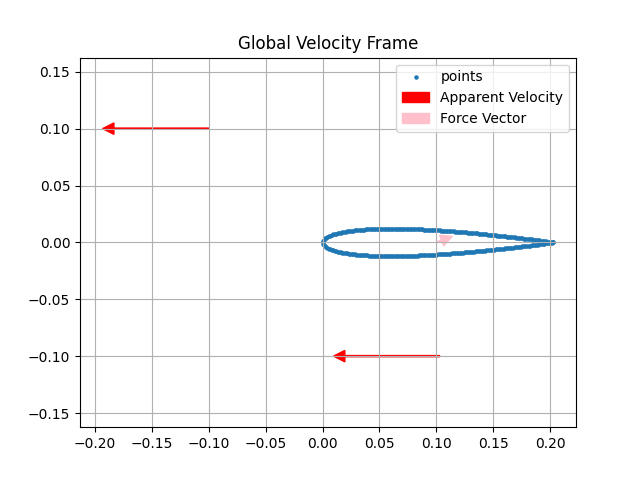 Global Velocity Frame
points
Apparent Velocity
Force Vector
0.15
0.10
0.05
0.00
−0.05
−0.10
−0.15
−0.20 −0.15 −0.10 −0.05 0.00 0.05 0.10 0.15 0.20